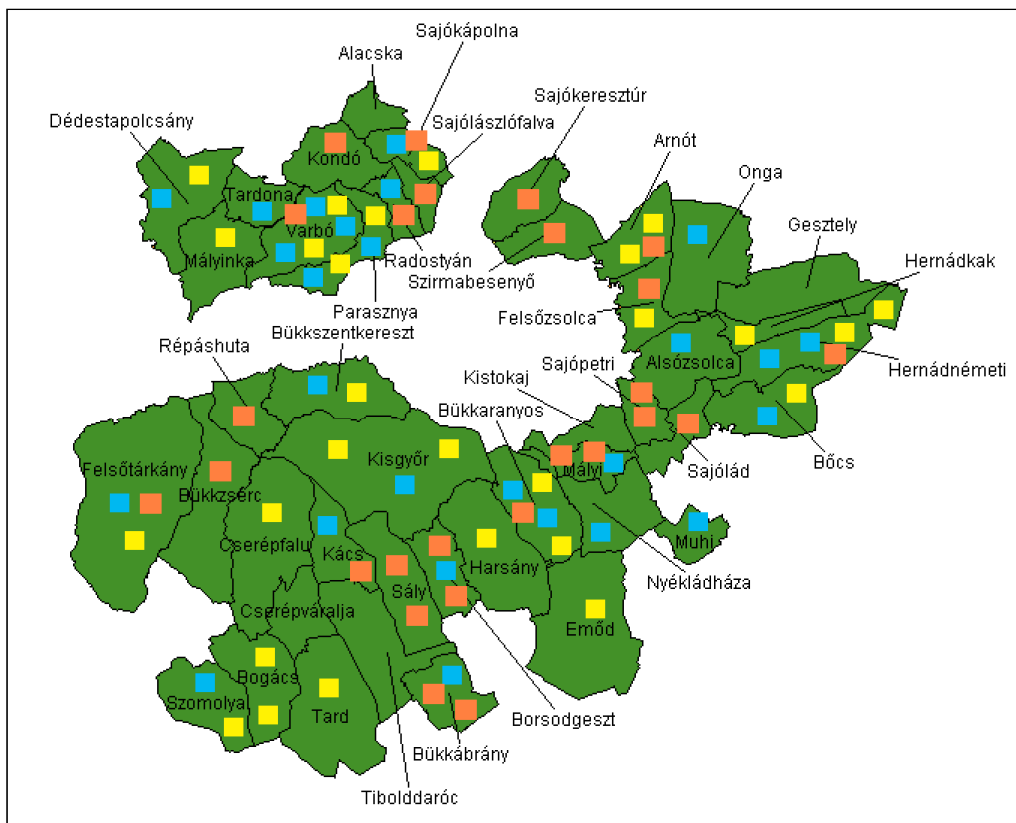 Sajókápolna
Alacska
Sajókeresztúr
Sajólászlófalva
Dédestapolcsány
Arnót
Onga
Kondó
Tardona
Gesztely
Varbó
Hernádkak
Mályinka
Radostyán
Szirmabesenyő
Parasznya
Felsőzsolca
Bükkszentkereszt
Répáshuta
Sajópetri
Alsózsolca
Hernádnémeti
Kistokaj
Bükkaranyos
Felsőtárkány
Kisgyőr
Mályi
Sajólád
Bőcs
Bükkzsérc
Cserépfalu
Kács
Harsány
Muhi
Nyékládháza
Sály
Cserépváralja
Emőd
Bogács
Szomolya
Tard
Borsodgeszt
Bükkábrány
Tibolddaróc